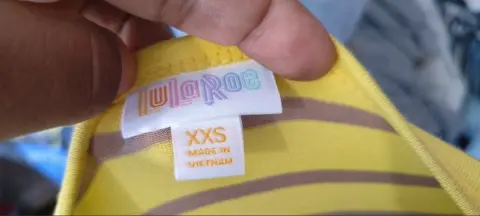 lulaRoe
XXS
MADE IN
VIETNAM